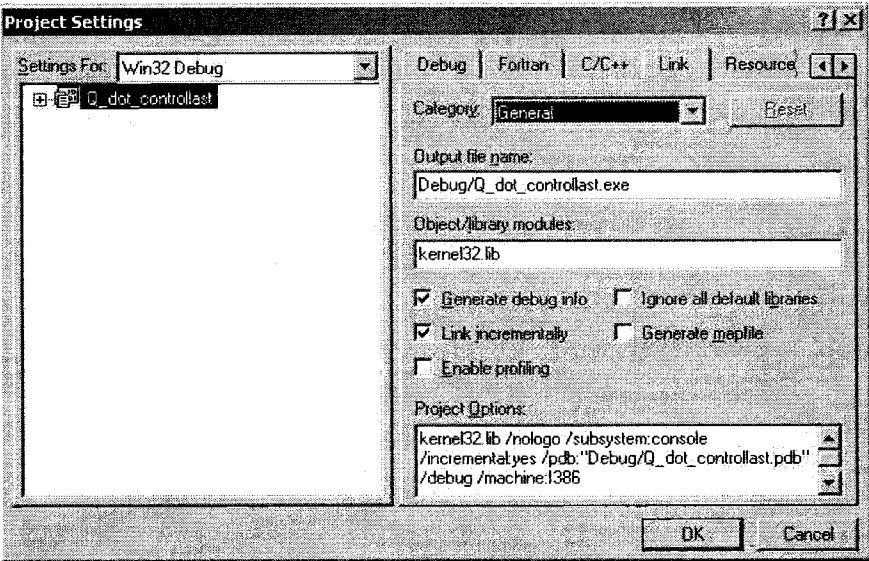 Project Settings
Settings For: Win32 Debug
Q_dot_controllast
Debug Fortran C/C++ Link Resource
Category: General Reset
Output file name:
Debug/Q_dot_controllast.exe
Object/library modules:
kernel32.lib
Generate debug info Ignore all default libraries
Link incrementally Generate mapfile
Enable profiling
Project Options:
kernel32.lib /nologo /subsystem:console
/incremental:yes /pdb:"Debug/Q_dot_controllast.pdb"
/debug /machine:I386
OK Cancel